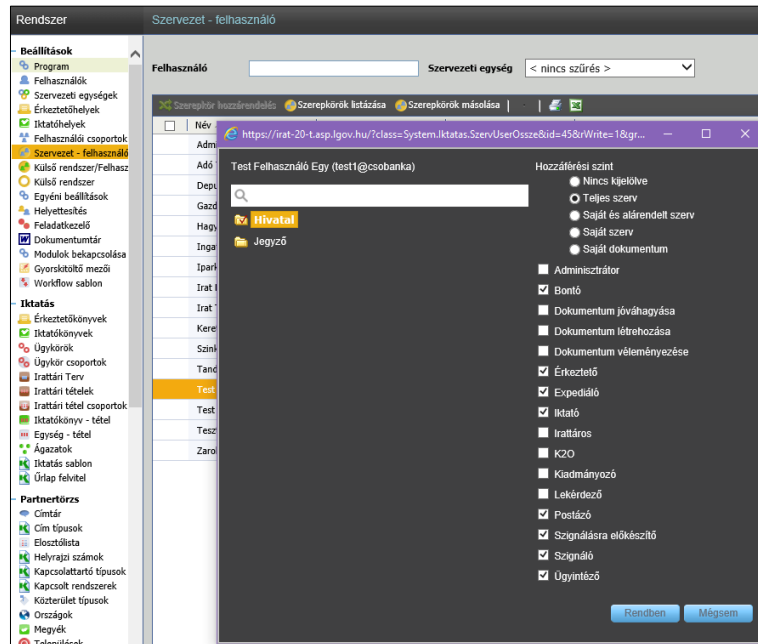 Rendszer
Szervezet - felhasználó
Beállítások
Program
Felhasználók
Szervezeti egységek
Érkeztetőhelyek
Iktatóhelyek
Felhasználói csoportok
Szervezet - felhasználó
Külső rendszer/Felhasz
Külső rendszer
Egyéni beállítások
Helyettesítés
Feladatkezelő
Dokumentumtár
Modulok bekapcsolása
Gyorskitöltő mezői
Workflow sablon
Iktatás
Érkeztetőkönyvek
Iktatókönyvek
Ügykörök
Ügykör csoportok
Irattári Terv
Irattári tételek
Irattári tétel csoportok
Iktatókönyv - tétel
Egység - tétel
Ágazatok
Iktatás sablon
Űrlap felvitel
Partnertörzs
Címtár
Cím típusok
Elosztólista
Helyrajzi számok
Kapcsolattartó típusok
Kapcsolt rendszerek
Közterület típusok
Országok
Megyék
Települések
Felhasználó
Szervezeti egység < nincs szűrés >
Szerepkör hozzárendelés Szerepkörök listázása Szerepkörök másolása
Név
Adm
Adó
Depu
Gazd
Hagy
Inga
Ipark
Irat
Irat
Kere
Szink
Tand
Test
Test
Tesz
Zaro
https://irat-20-t.asp.lgov.hu/?class=System.Iktatas.SzervUserOssze&id=45&rWrite=1&gr...
Test Felhasználó Egy (test1@csobanka)
Hivatal
Jegyző
Hozzáférési szint
Nincs kijelölve
Teljes szerv
Saját és alárendelt szerv
Saját szerv
Saját dokumentum
Adminisztrátor
Bontó
Dokumentum jóváhagyása
Dokumentum létrehozása
Dokumentum véleményezése
Érkeztető
Expediáló
Iktató
Irattáros
K2O
Kiadmányozó
Lekérdező
Postázó
Szignálásra előkészítő
Szignáló
Ügyintéző
Rendben Mégsem